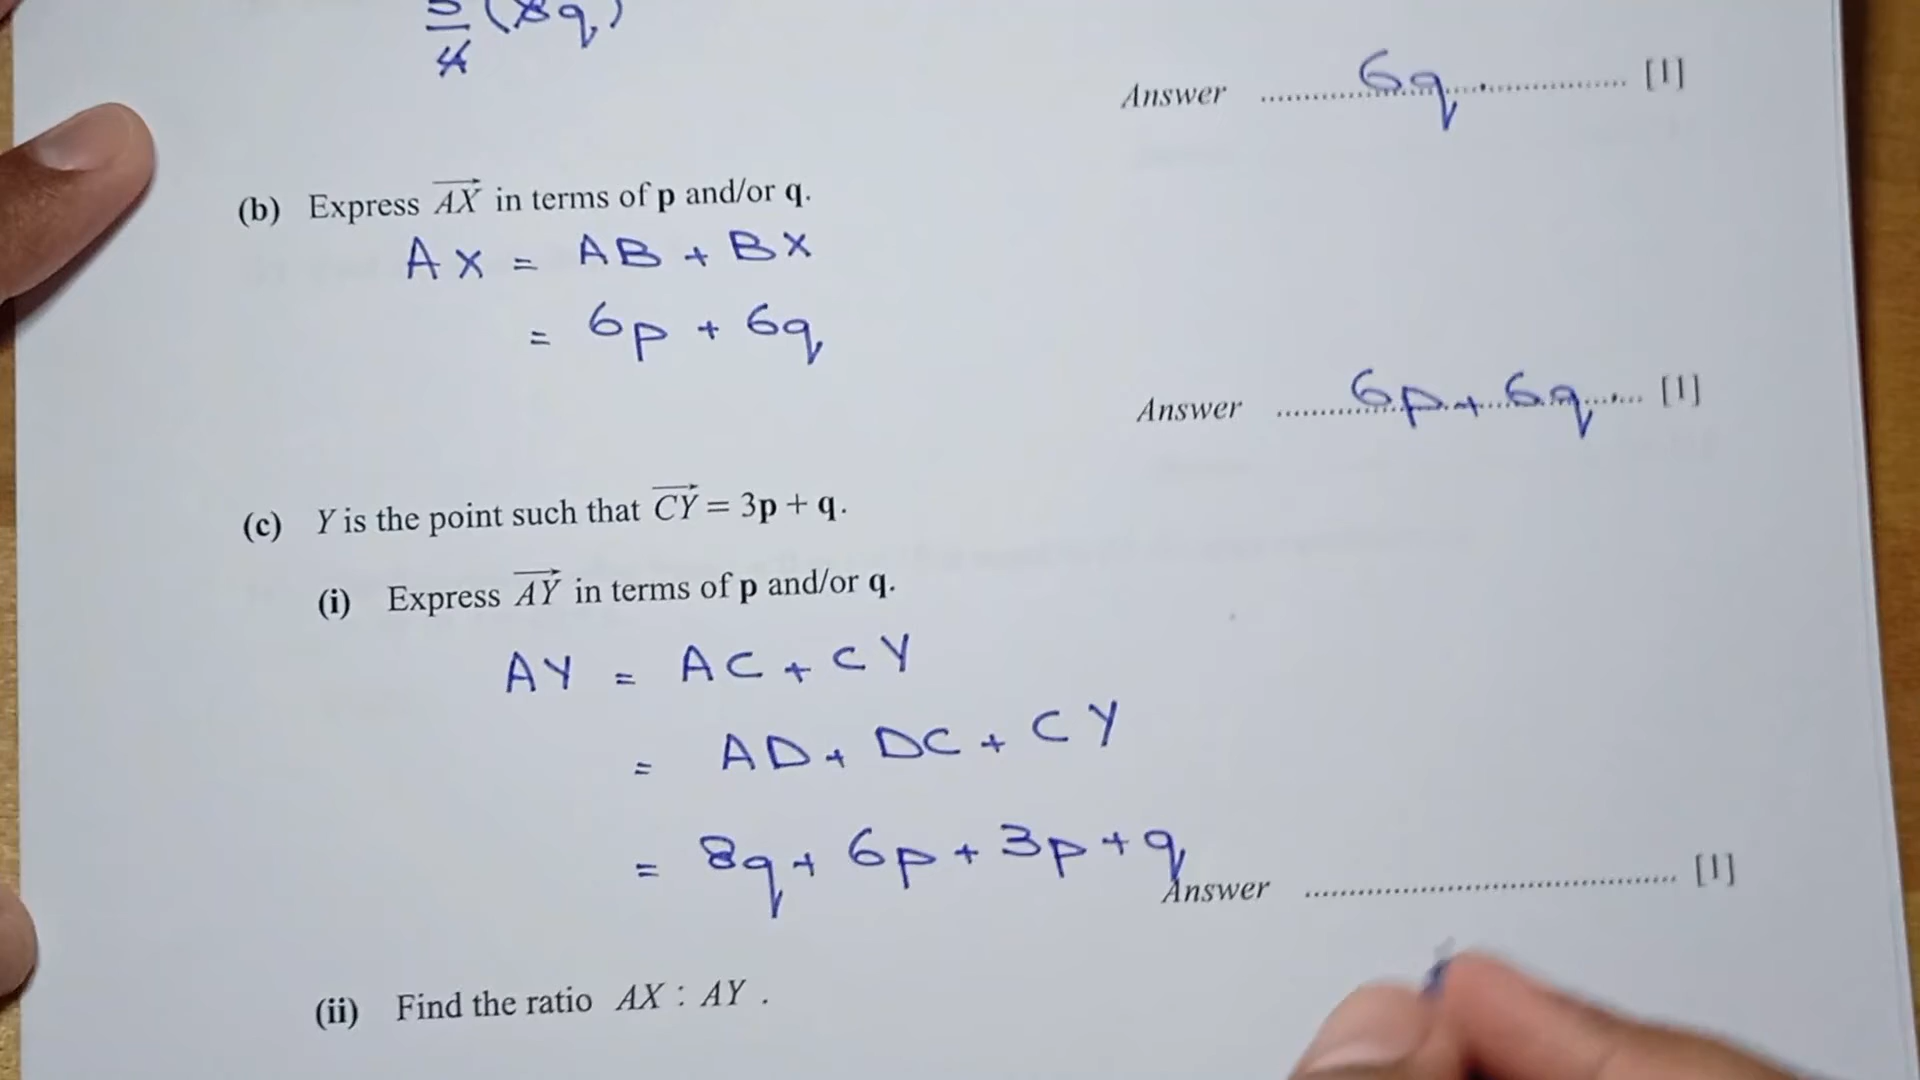 3/4 (8q)
Answer ........ 6q ........ [1]
(b) Express AX in terms of p and/or q.
AX = AB + BX
= 6p + 6q
Answer ........ 6p + 6q ........ [1]
(c) Y is the point such that CY = 3p + q.
(i) Express AY in terms of p and/or q.
AY = AC + CY
= AD + DC + CY
= 8q + 6p + 3p + q
Answer ................ [1]
(ii) Find the ratio AX : AY .